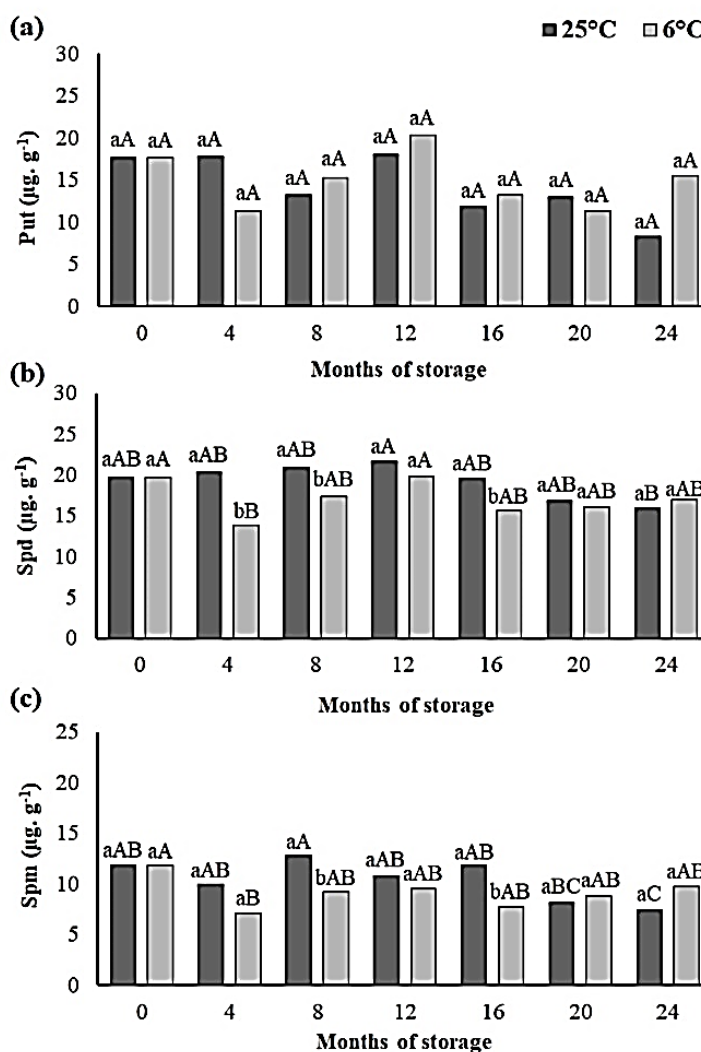 (a)
25°C 6°C
30
25
20
15
10
5
0
Put (µg. g⁻¹)
aA aA aA aA aA aA aA aA aA aA aA aA aA aA
0 4 8 12 16 20 24
Months of storage
(b)
30
25
20
15
10
5
0
Spd (µg. g⁻¹)
aAB aA aAB bB aAB bAB aA aA aAB bAB aAB aAB aB aAB
0 4 8 12 16 20 24
Months of storage
(c)
25
20
15
10
5
0
Spm (µg. g⁻¹)
aAB aA aAB aB aA bAB aAB aAB aAB bAB aBC aAB aC aAB
0 4 8 12 16 20 24
Months of storage